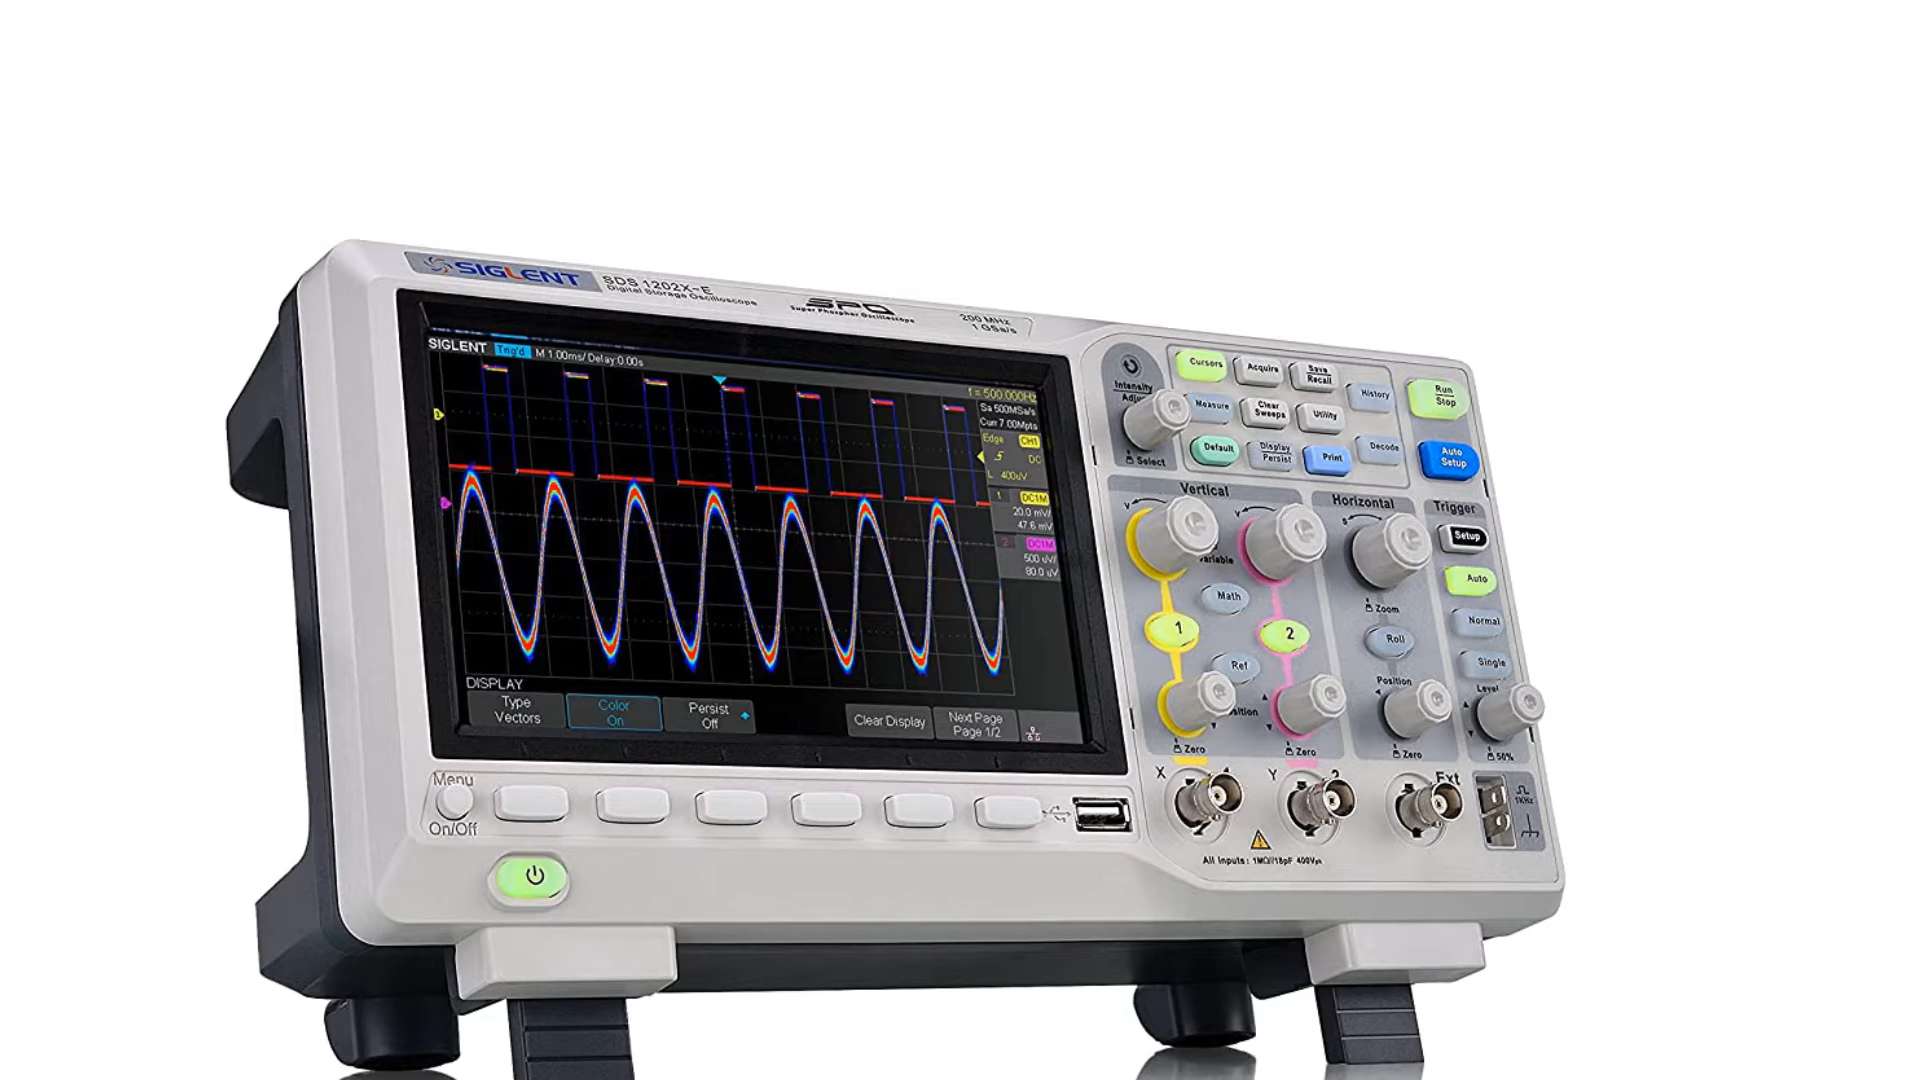 SIGLENT
SDS 1202X-E
Digital Storage Oscilloscope
SPO
Super Phosphor Oscilloscope
200 MHz
1 GSa/s
SIGLENT Trig'd M 1.00ms/ Delay:0.00s
f = 500.000Hz
Sa 500MSa/s
Curr 7.00Mpts
Edge CH1
DC
L 400uV
1 DC1M
20.0 mV/
47.6 mV
2 DC1M
500 uV/
80.0 uV
DISPLAY
Type
Vectors
Color
On
Persist
Off
Clear Display
Next Page
Page 1/2
Menu
On/Off
Intensity
Select
Cursors
Acquire
Save
Recall
History
Measure
Clear
Sweeps
Utility
Default
Display
Persist
Print
Decode
Run
Stop
Auto
Setup
Vertical
Horizontal
Trigger
V
V
S
Variable
Setup
Auto
Math
Zoom
1
2
Roll
Normal
Ref
Single
Position
Level
Zero
Zero
Zero
50%
X
Y
2
Ext
1KHz
All Inputs : 1MΩ//18pF 400Vpk